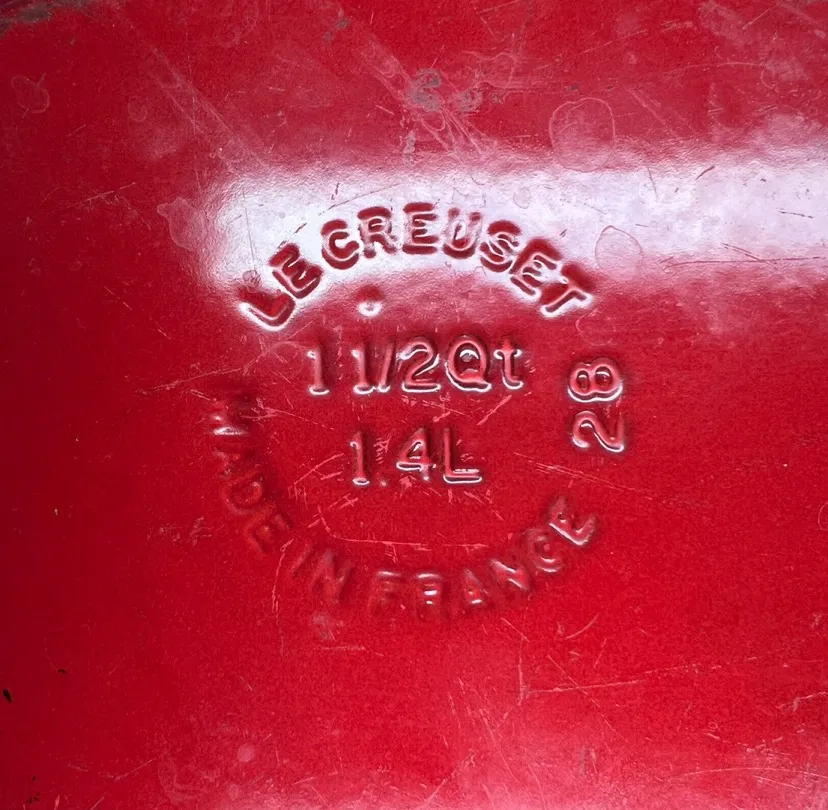 LE CREUSET
1 1/2Qt
1.4L
28
MADE IN FRANCE